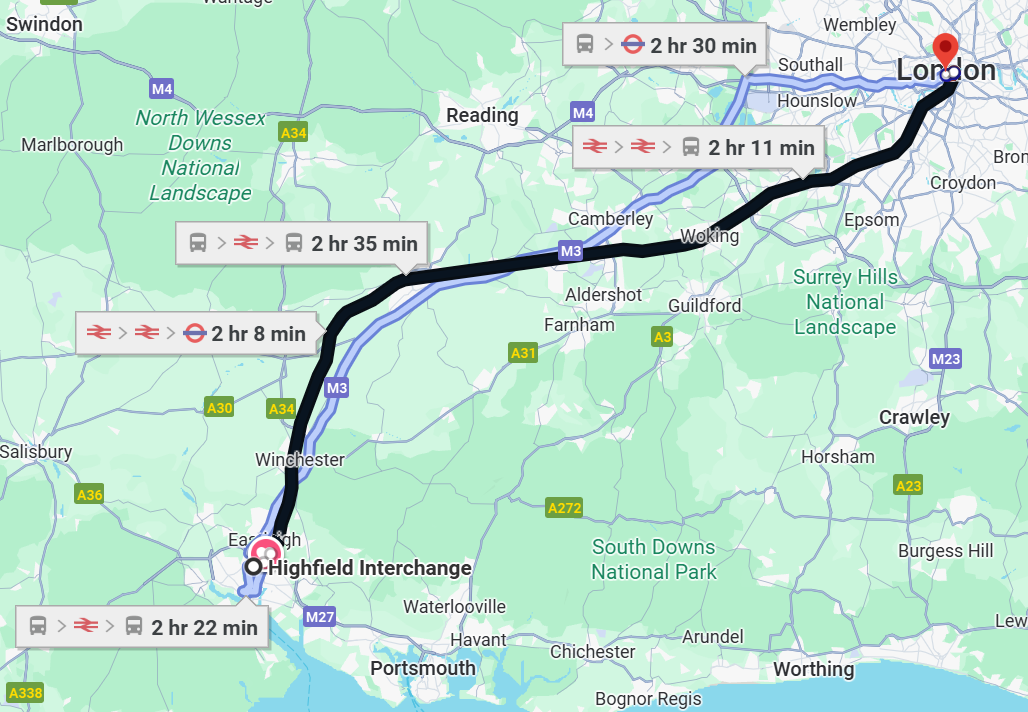 Wantage
Swindon
Wembley
2 hr 30 min
Southall
London
M4
Hounslow
Reading
M4
North Wessex
Downs
National
Landscape
A34
Marlborough
2 hr 11 min
Bron
Croydon
Camberley
Epsom
Woking
2 hr 35 min
M3
Surrey Hills
National
Landscape
Aldershot
Guildford
Farnham
2 hr 8 min
A3
A31
M23
M3
A30
A34
Crawley
Salisbury
Winchester
Horsham
A36
A23
A272
Eastleigh
South Downs
National Park
Burgess Hill
Highfield Interchange
Waterlooville
M27
2 hr 22 min
Lew
Havant
Arundel
Chichester
Portsmouth
Worthing
A338
Bognor Regis